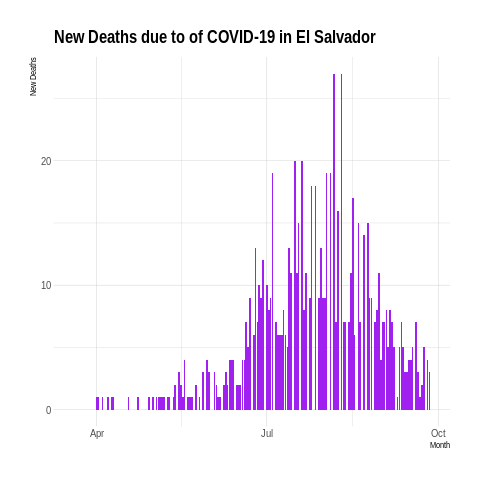 New Deaths due to of COVID-19 in El Salvador
New Deaths
20
10
0
Apr Jul Oct
Month